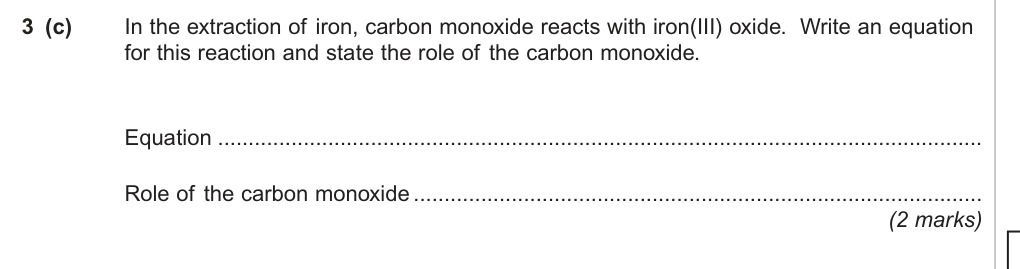 3 (c) In the extraction of iron, carbon monoxide reacts with iron(III) oxide. Write an equation
for this reaction and state the role of the carbon monoxide.
Equation ................................................................................................................................
Role of the carbon monoxide ..............................................................................................
(2 marks)